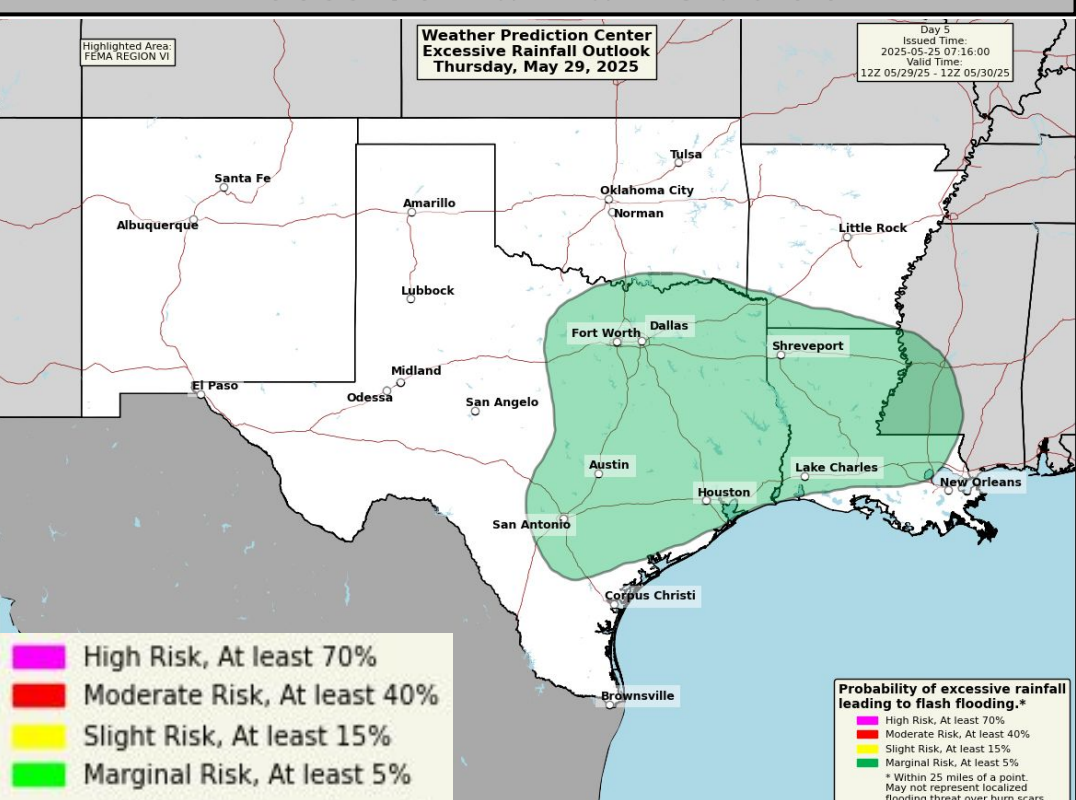 Highlighted Area:
FEMA REGION VI
Weather Prediction Center
Excessive Rainfall Outlook
Thursday, May 29, 2025
Day 5
Issued Time:
2025-05-25 07:16:00
Valid Time:
12Z 05/29/25 - 12Z 05/30/25
Tulsa
Santa Fe
Oklahoma City
Amarillo
Norman
Albuquerque
Little Rock
Lubbock
Fort Worth
Dallas
Shreveport
Midland
El Paso
Odessa
San Angelo
Austin
Lake Charles
New Orleans
Houston
San Antonio
Corpus Christi
Brownsville
High Risk, At least 70%
Moderate Risk, At least 40%
Slight Risk, At least 15%
Marginal Risk, At least 5%
Probability of excessive rainfall
leading to flash flooding.*
High Risk, At least 70%
Moderate Risk, At least 40%
Slight Risk, At least 15%
Marginal Risk, At least 5%
* Within 25 miles of a point.
May not represent localized
flooding threat over burn scars